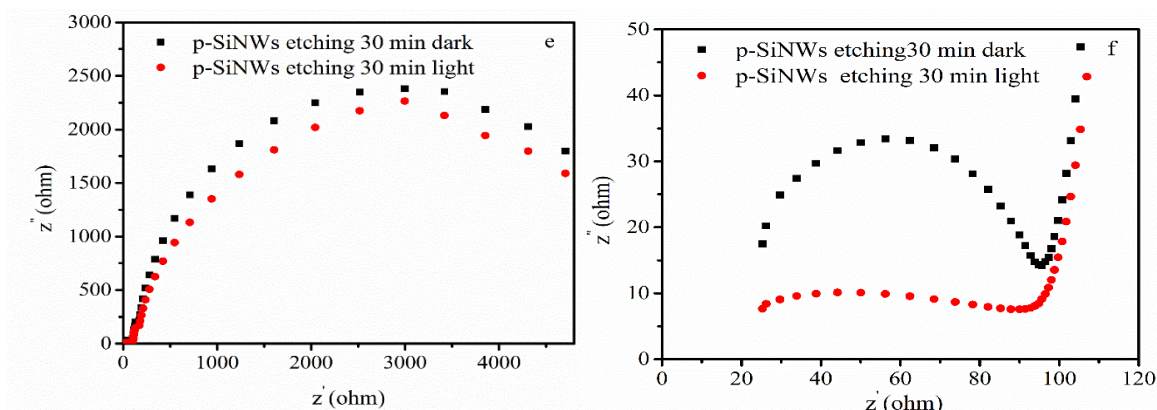 3000
2500
2000
1500
1000
500
0
z" (ohm)
p-SiNWs etching 30 min dark
p-SiNWs etching 30 min light
e
0 1000 2000 3000 4000
z' (ohm)
50
40
30
20
10
0
z" (ohm)
p-SiNWs etching30 min dark
p-SiNWs etching 30 min light
f
0 20 40 60 80 100 120
z' (ohm)